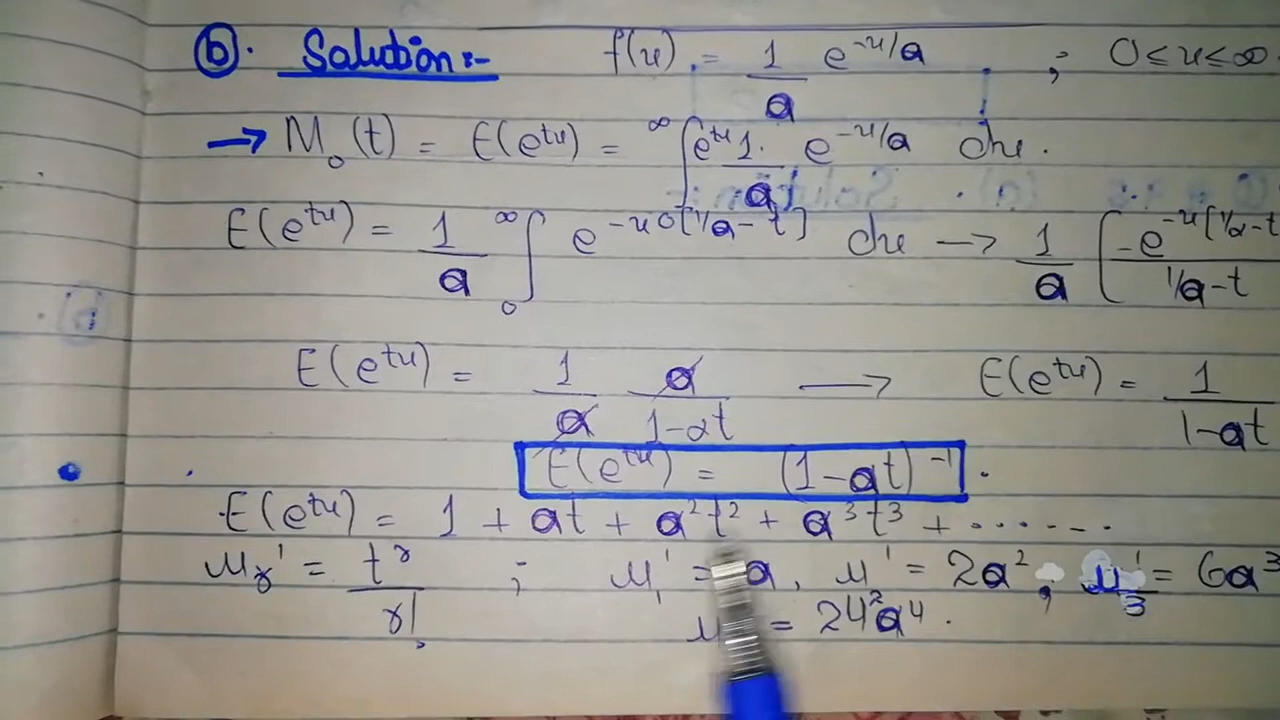 (b). Solution:- f(x) = 1/a e^{-x/a} ; 0≤x≤∞
→ M₀(t) = E(e^{tx}) = ∞∫ e^{tx} 1/a e^{-x/a} dx.
E(e^{tx}) = 1/a ∞∫₀ e^{-x[1/a-t]} dx → 1/a [-e^{-x[1/a-t}/1/a-t
E(e^{tx}) = 1/a a/1-at → E(e^{tx}) = 1/1-at
E(e^{tx}) = (1-at)^{-1}.
E(e^{tx}) = 1 + at + a²t² + a³t³ + ........
μ_r' = t^r/r! ; μ₁' = a, μ₂' = 2a², μ₃' = 6a³
= 24a⁴.